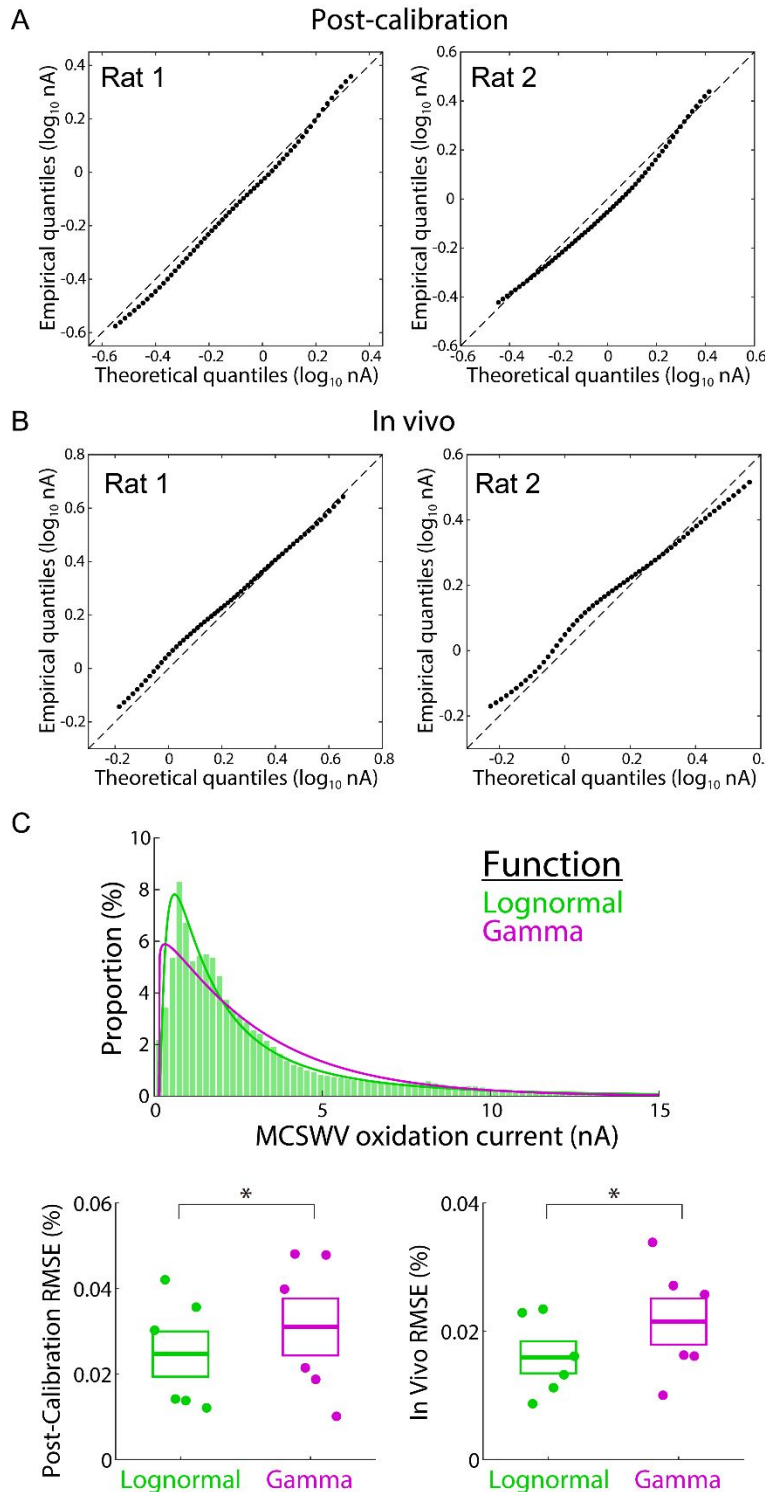 A
Post-calibration
Rat 1
Rat 2
Empirical quantiles (log10 nA)
0.4
0.2
0
-0.2
-0.4
-0.6
-0.6 -0.4 -0.2 0 0.2 0.4
Theoretical quantiles (log10 nA)
Empirical quantiles (log10 nA)
0.6
0.4
0.2
0
-0.2
-0.4
-0.6
-0.6 -0.4 -0.2 0 0.2 0.4 0.6
Theoretical quantiles (log10 nA)
B
In vivo
Rat 1
Rat 2
Empirical quantiles (log10 nA)
0.8
0.6
0.4
0.2
0
-0.2
-0.2 0 0.2 0.4 0.6 0.8
Theoretical quantiles (log10 nA)
Empirical quantiles (log10 nA)
0.6
0.4
0.2
0
-0.2
-0.2 0 0.2 0.4 0.
Theoretical quantiles (log10 nA)
C
Proportion (%)
10
8
6
4
2
0
0 5 10 15
MCSWV oxidation current (nA)
Function
Lognormal
Gamma
Post-Calibration RMSE (%)
0.06
0.04
0.02
0
*
Lognormal Gamma
In Vivo RMSE (%)
0.04
0.02
0
*
Lognormal Gamma